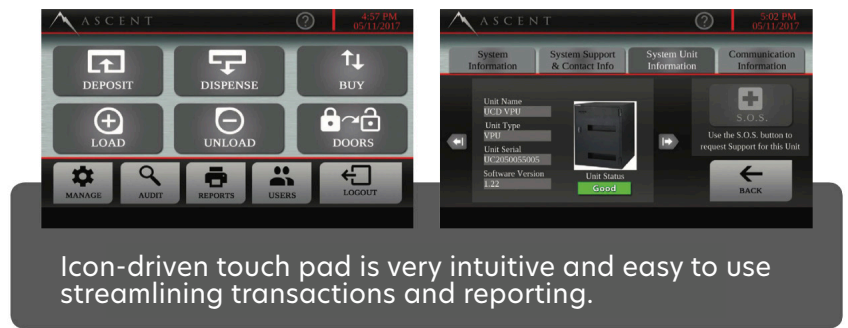 ASCENT
?
4:57 PM
05/11/2017
DEPOSIT
DISPENSE
BUY
LOAD
UNLOAD
DOORS
MANAGE
AUDIT
REPORTS
USERS
LOGOUT
ASCENT
?
5:02 PM
05/11/2017
System
Information
System Support
& Contact Info
System Unit
Information
Communication
Information
Unit Name
UCD VPU
Unit Type
VPU
Unit Serial
UC2050055005
Software Version
1.22
Unit Status
Good
S.O.S.
Use the S.O.S. button to
request Support for this Unit
BACK
Icon-driven touch pad is very intuitive and easy to use
streamlining transactions and reporting.